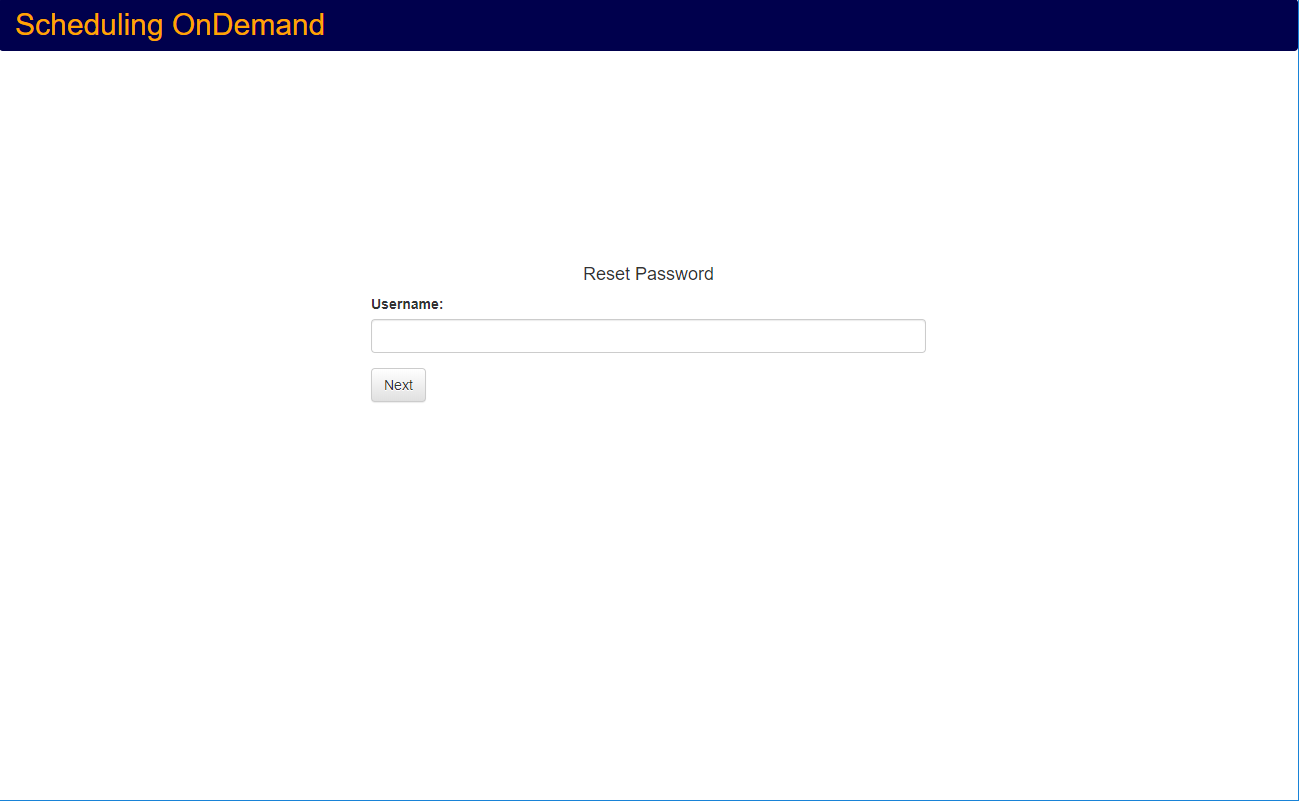 Scheduling OnDemand
Reset Password
Username:
Next